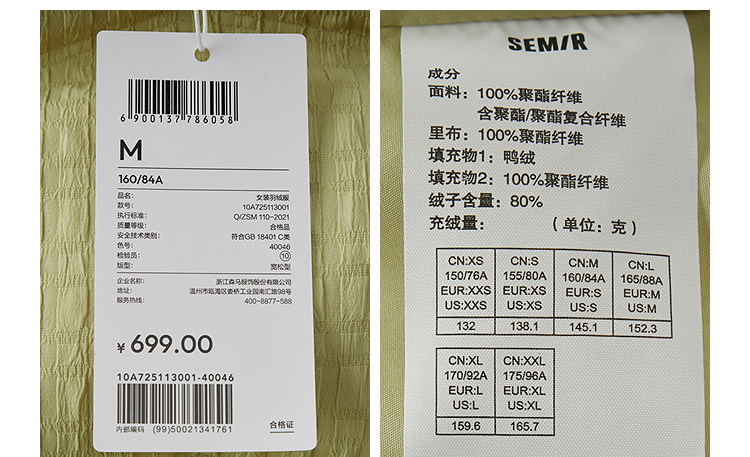 6 900137 786058
M
160/84A
品名: 女装羽绒服
款号: 10A725113001
执行标准: Q/ZSM 110-2021
质量等级: 合格品
安全技术类别: 符合GB 18401 C类
色号: 40046
检验员: 10
版型: 宽松型
企业名称: 浙江森马服饰股份有限公司
地址: 温州市瓯海区娄桥工业园南汇路98号
服务热线: 400-8877-588
¥ 699.00
10A725113001-40046
内部编码 (99)50021341761
合格证
SEMIR
成分
面料: 100%聚酯纤维
含聚酯/聚酯复合纤维
里布: 100%聚酯纤维
填充物1: 鸭绒
填充物2: 100%聚酯纤维
绒子含量: 80%
充绒量: (单位: 克)
CN:XS CN:S CN:M CN:L
150/76A 155/80A 160/84A 165/88A
EUR:XXS EUR:XS EUR:S EUR:M
US:XXS US:XS US:S US:M
132 138.1 145.1 152.3
CN:XL CN:XXL
170/92A 175/96A
EUR:L EUR:XL
US:L US:XL
159.6 165.7